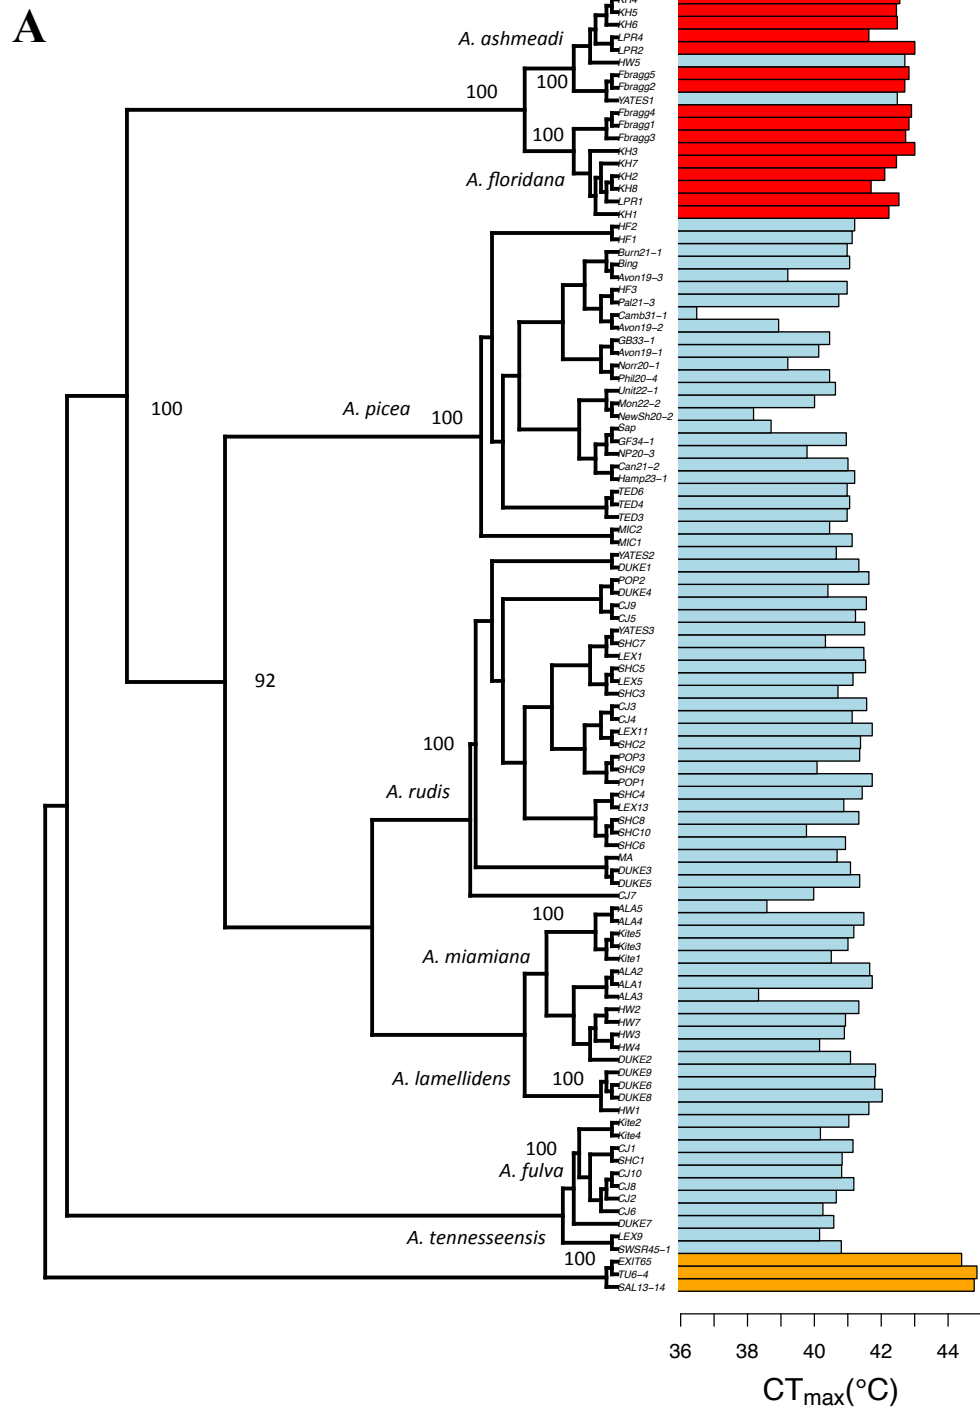 A
KH4
KH5
KH6
A. ashmeadi
LPR4
LPR2
HW5
100
Fbragg5
100
Fbragg2
YATES1
Fbragg4
Fbragg1
100
Fbragg3
KH3
KH7
A. floridana
KH2
KH8
LPR1
KH1
HF2
HF1
Burn21-1
Bing
Avon19-3
HF3
Pal21-3
Camb31-1
Avon19-2
GB33-1
Avon19-1
Norr20-1
Phil20-4
Unit22-1
100
A. picea
100
Mon22-2
NewSh20-2
Sap
GF34-1
NP20-3
Can21-2
Hamp23-1
TED6
TED4
TED3
MIC2
MIC1
YATES2
DUKE1
POP2
DUKE4
CJ9
CJ5
YATES3
SHC7
LEX1
SHC5
92
LEX5
SHC3
CJ3
CJ4
LEX11
100
SHC2
POP3
SHC9
POP1
A. rudis
SHC4
LEX13
SHC8
SHC10
SHC6
MA
DUKE3
DUKE5
CJ7
100
ALA5
ALA4
Kite5
Kite3
A. miamiana
Kite1
ALA2
ALA1
ALA3
HW2
HW7
HW3
HW4
DUKE2
A. lamellidens
100
DUKE9
DUKE6
DUKE8
HW1
Kite2
Kite4
100
CJ1
SHC1
A. fulva
CJ10
CJ8
CJ2
CJ6
DUKE7
A. tennesseensis
LEX9
SWSR45-1
100
EXIT65
TU6-4
SAL13-14
36 38 40 42 44
CTmax(°C)